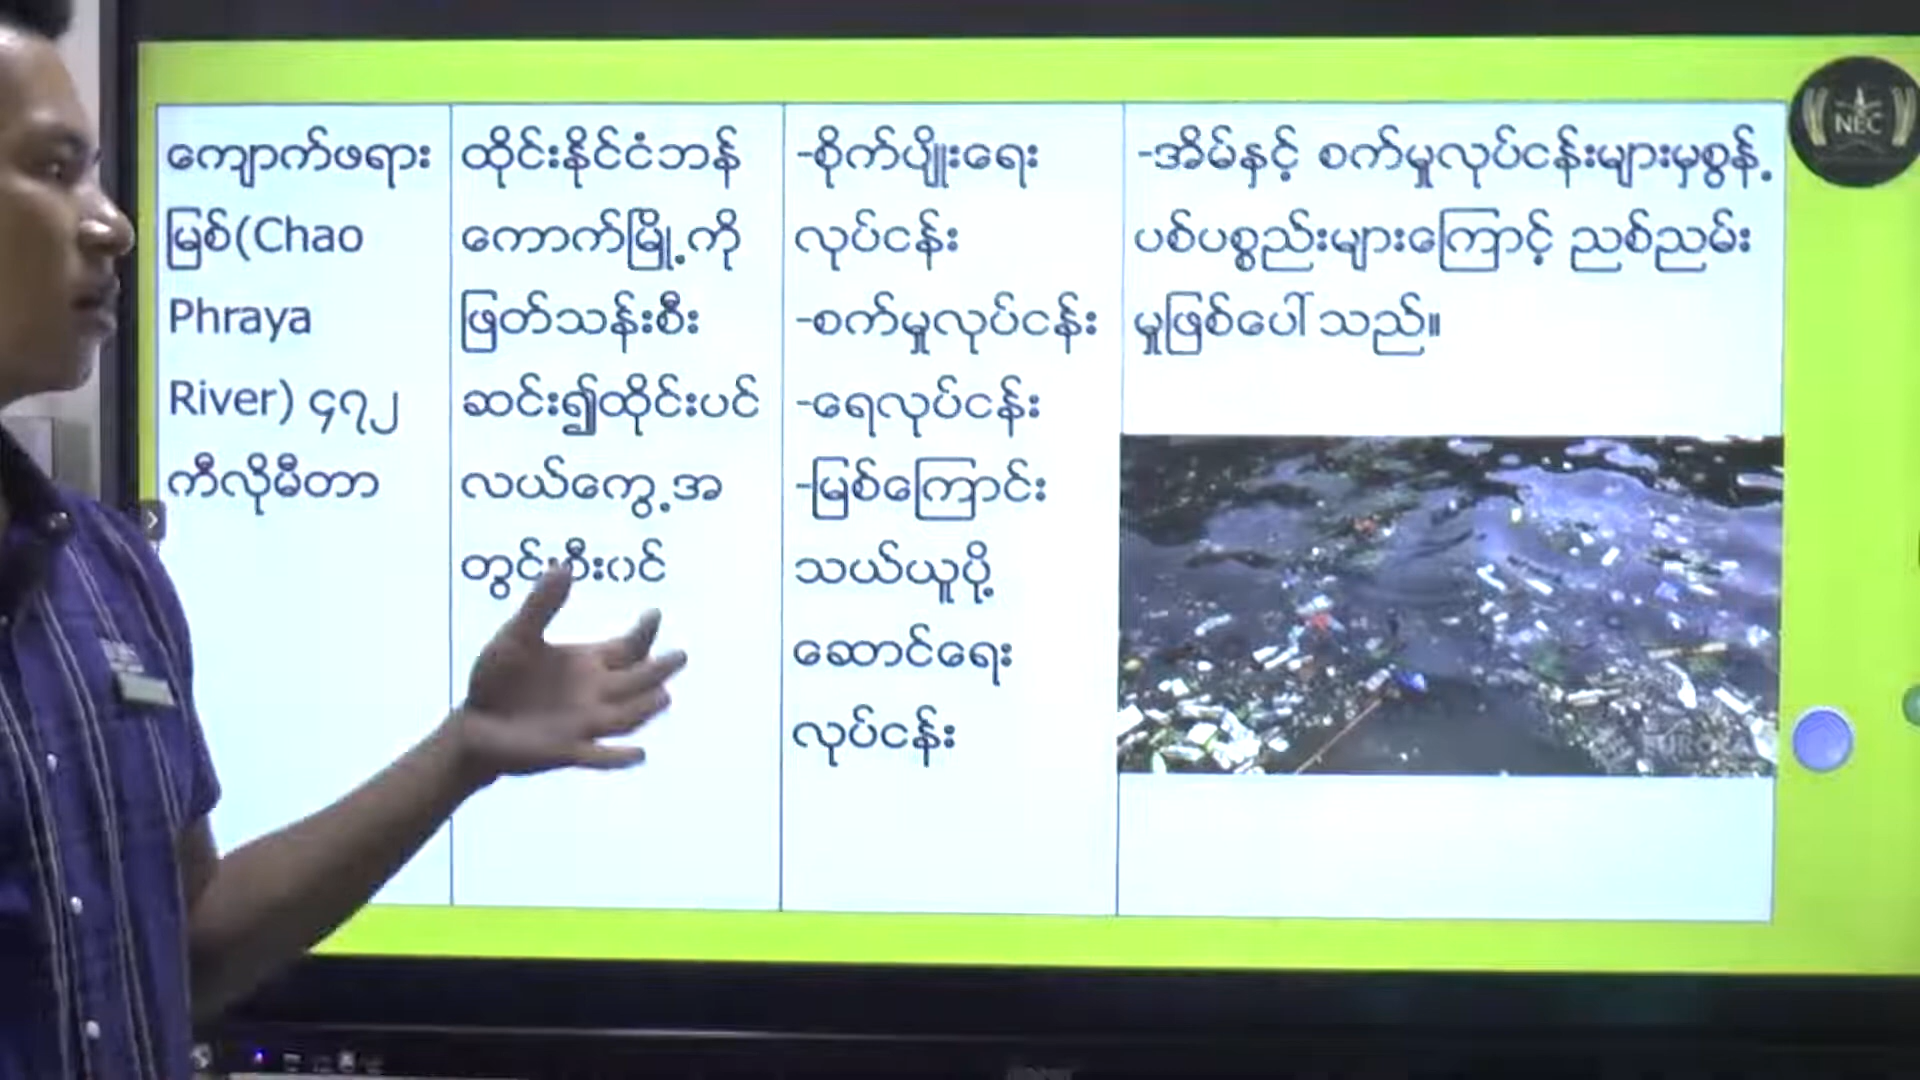 ကျောက်ဖရား
မြစ်(Chao
Phraya
River) ၄၇၂
ကီလိုမီတာ
ထိုင်းနိုင်ငံဘန်
ကောက်မြို့ကို
ဖြတ်သန်းစီး
ဆင်း၍ထိုင်းပင်
လယ်ကွေ့အ
တွင်းစီးဝင်
-စိုက်ပျိုးရေး
လုပ်ငန်း
-စက်မှုလုပ်ငန်း
-ရေလုပ်ငန်း
-မြစ်ကြောင်း
သယ်ယူပို့
ဆောင်ရေး
လုပ်ငန်း
-အိမ်နှင့် စက်မှုလုပ်ငန်းများမှစွန့်
ပစ်ပစ္စည်းများကြောင့် ညစ်ညမ်း
မှုဖြစ်ပေါ်သည်။
NEC